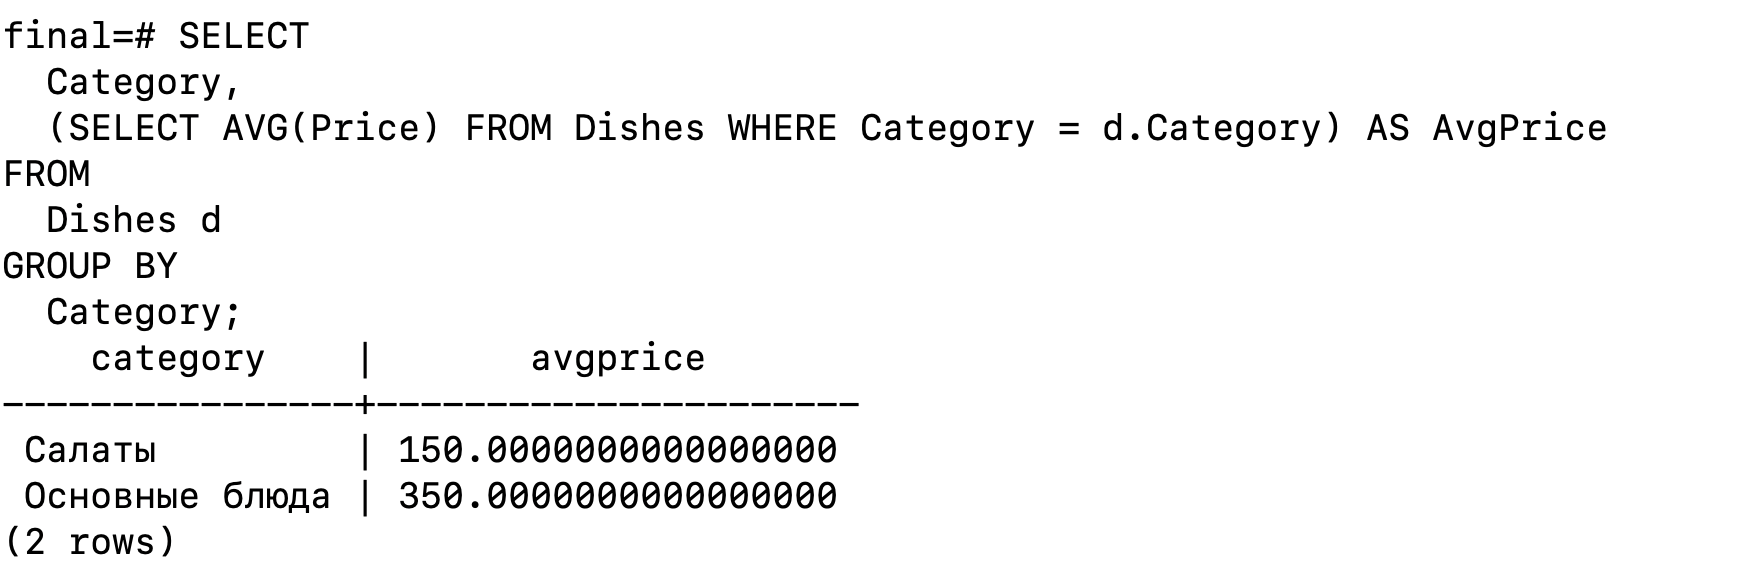 final=# SELECT
  Category,
  (SELECT AVG(Price) FROM Dishes WHERE Category = d.Category) AS AvgPrice
FROM
  Dishes d
GROUP BY
  Category;
    category    |       avgprice
----------------+----------------------
 Салаты         | 150.0000000000000000
 Основные блюда | 350.0000000000000000
(2 rows)